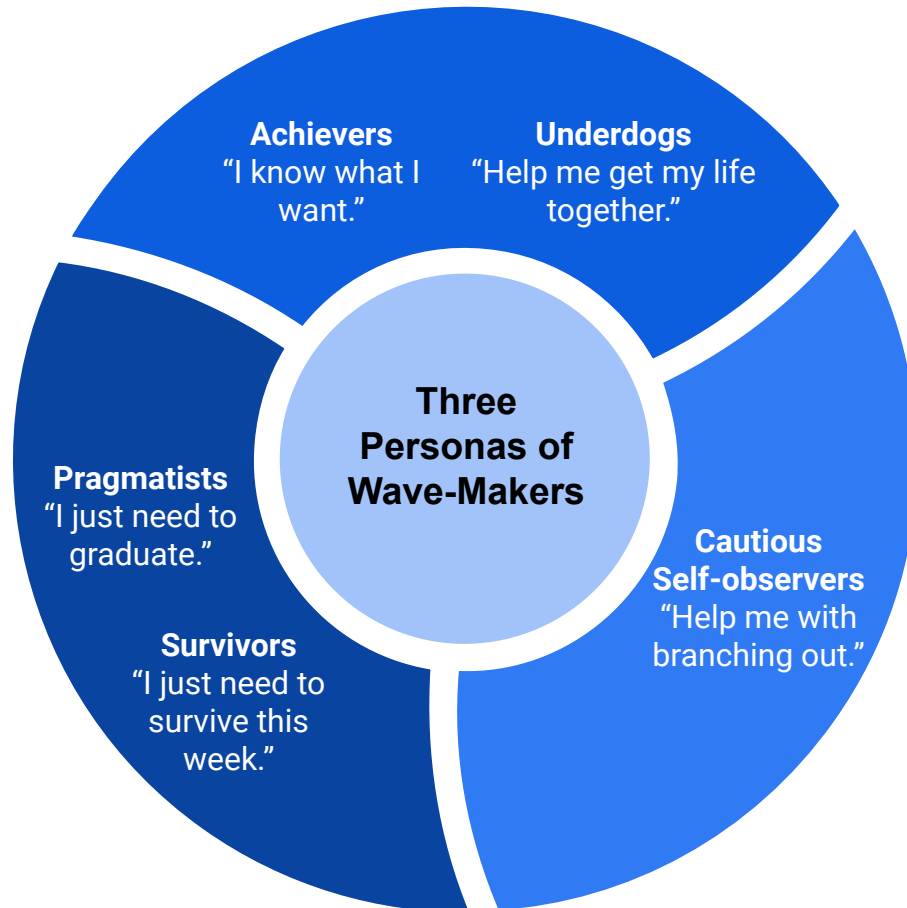 Achievers
“I know what I
want.”
Underdogs
“Help me get my life
together.”
Three
Personas of
Wave-Makers
Pragmatists
“I just need to
graduate.”
Survivors
“I just need to
survive this
week.”
Cautious
Self-observers
“Help me with
branching out.”